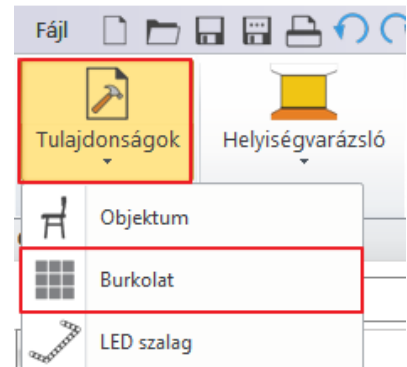 Fájl
Tulajdonságok Helyiségvarázsló
Objektum
Burkolat
LED szalag